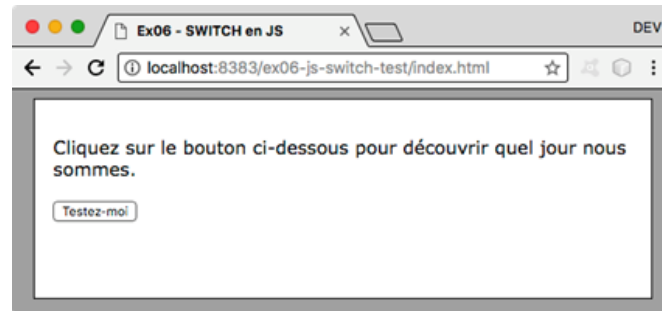 Ex06 - SWITCH en JS
DEV
localhost:8383/ex06-js-switch-test/index.html
Cliquez sur le bouton ci-dessous pour découvrir quel jour nous
sommes.
Testez-moi